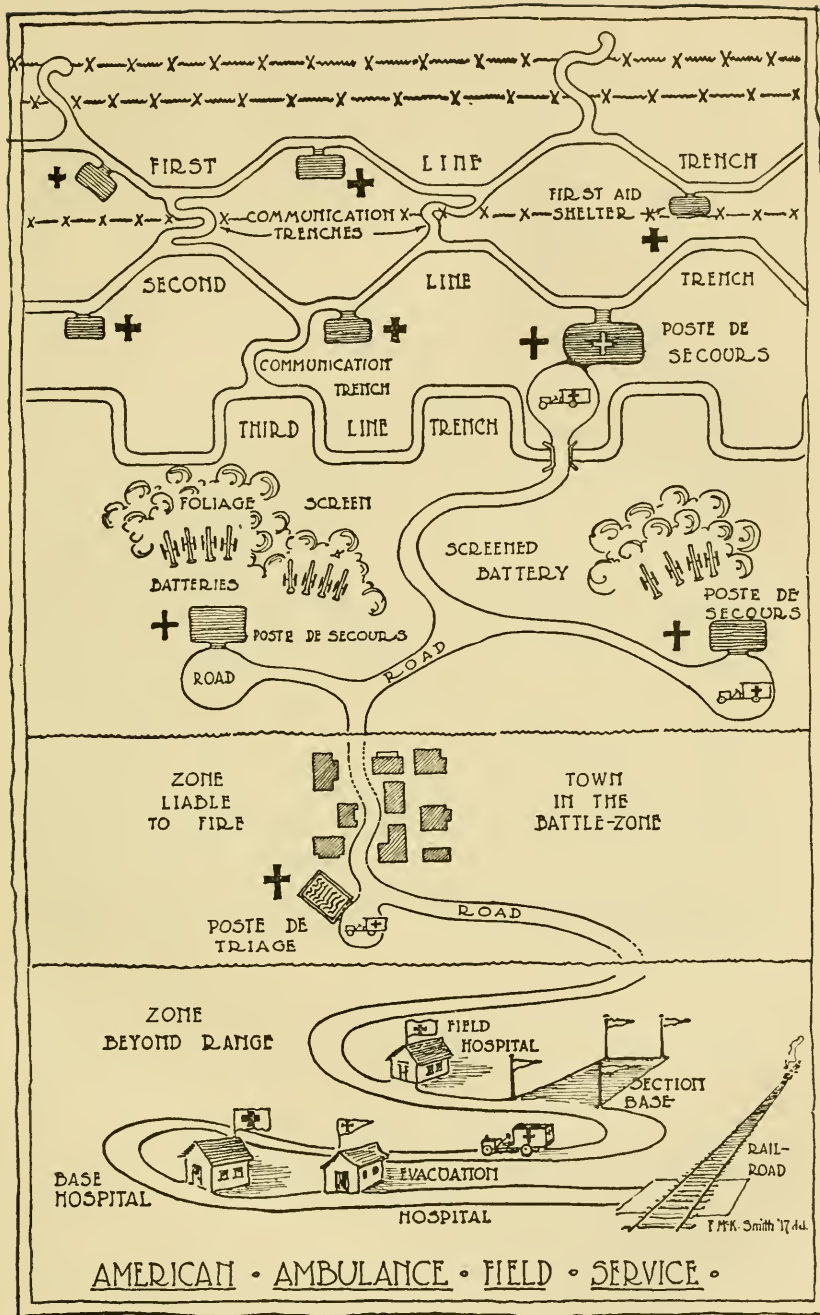 FIRST LINE TRENCH
COMMUNICATION
TRENCHES
FIRST AID
SHELTER
SECOND LINE TRENCH
POSTE DE
SECOURS
COMMUNICATION
TRENCH
THIRD LINE TRENCH
FOLIAGE SCREEN
BATTERIES
SCREENED
BATTERY
POSTE DE
SECOURS
POSTE DE SECOURS
ROAD
ROAD
ZONE
LIABLE
TO FIRE
TOWN
IN THE
BATTLE-ZONE
POSTE DE
TRIAGE
ROAD
ZONE
BEYOND RANGE
FIELD
HOSPITAL
SECTION
BASE
BASE
HOSPITAL
EVACUATION
HOSPITAL
RAIL-
ROAD
F. McK. Smith '17 dd.
AMERICAN · AMBULANCE · FIELD · SERVICE ·